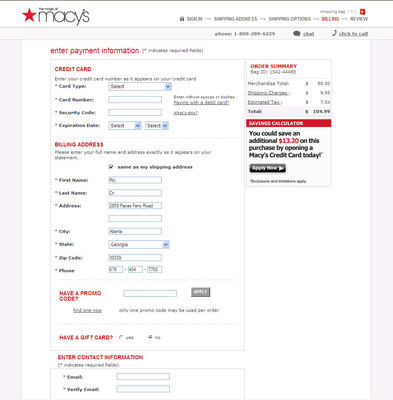 the magic of
macy's
shopping bag
SIGN IN → SHIPPING ADDRESS → SHIPPING OPTIONS → BILLING → REVIEW
phone: 1-800-289-6229 chat click to call
enter payment information (* indicates required fields)
CREDIT CARD
Enter your credit card number as it appears on your credit card
* Card Type: Select
* Card Number: Enter without spaces or dashes.
Paying with a debit card?
* Security Code: What's this?
* Expiration Date: Select Select
BILLING ADDRESS
Please enter your full name and address exactly as it appears on your
statement.
same as my shipping address
* First Name: Ric
* Last Name: Cr
* Address: 2859 Paces Ferry Road
* City: Atlanta
* State: Georgia
* Zip Code: 30339
* Phone 678 - 404 - 7700
HAVE A PROMO
CODE? APPLY
find one now only one promo code may be used per order
HAVE A GIFT CARD? yes no
ENTER CONTACT INFORMATION
(* indicates required fields)
* Email:
* Verify Email:
ORDER SUMMARY
Bag ID: 1542-44488
Merchandise Total: $ 88.00
Shipping Charges : $ 9.95
Estimated Tax : $ 7.04
Total: $ 104.99
SAVINGS CALCULATOR
You could save an
additional $13.20 on
this purchase by opening a
Macy's Credit Card today!*
Apply Now
*Exclusions and limitations apply